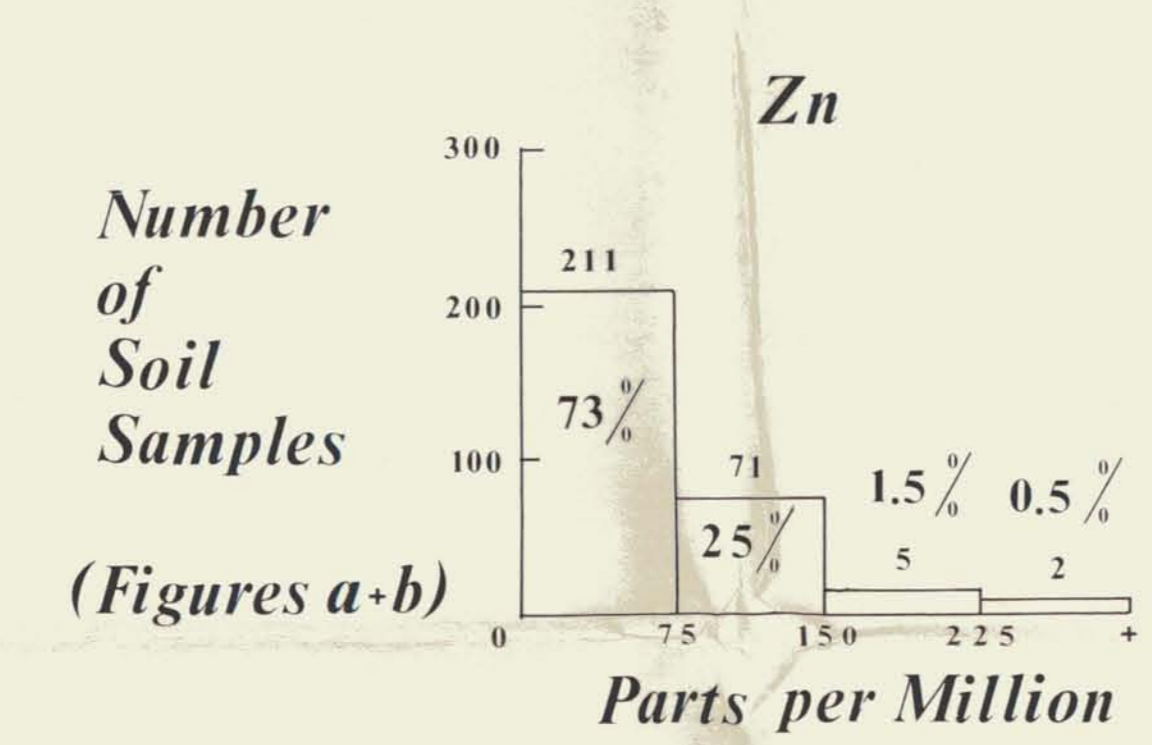 Zn
300
Number
of
Soil
Samples
211
200
73%
100
71
25%
1.5%
0.5%
5
2
(Figures a+b)
0 75 150 225 +
Parts per Million